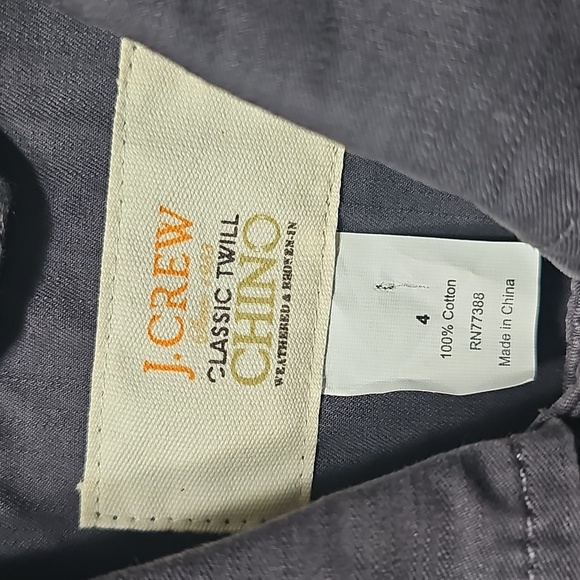 J.CREW
CLASSIC TWILL
CHINO
WEATHERED & BROKEN-IN
4
100% Cotton
RN77388
Made in China